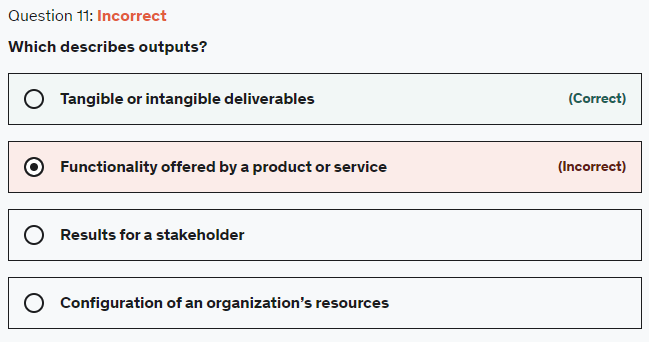 Question 11: Incorrect
Which describes outputs?
Tangible or intangible deliverables (Correct)
Functionality offered by a product or service (Incorrect)
Results for a stakeholder
Configuration of an organization’s resources